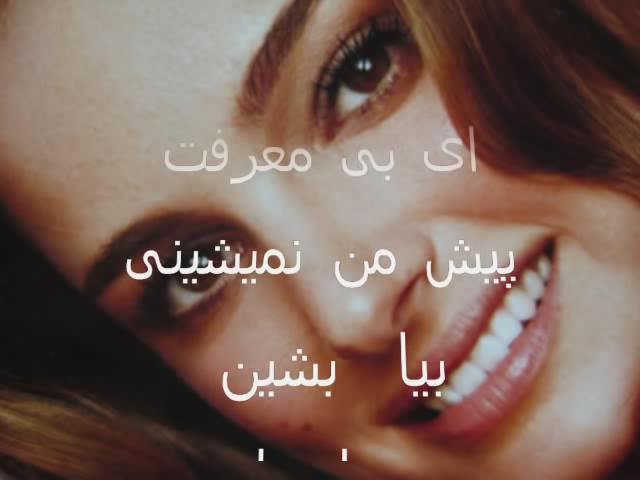 ای بی معرفت
پیش من نمیشینی
بیا بشین